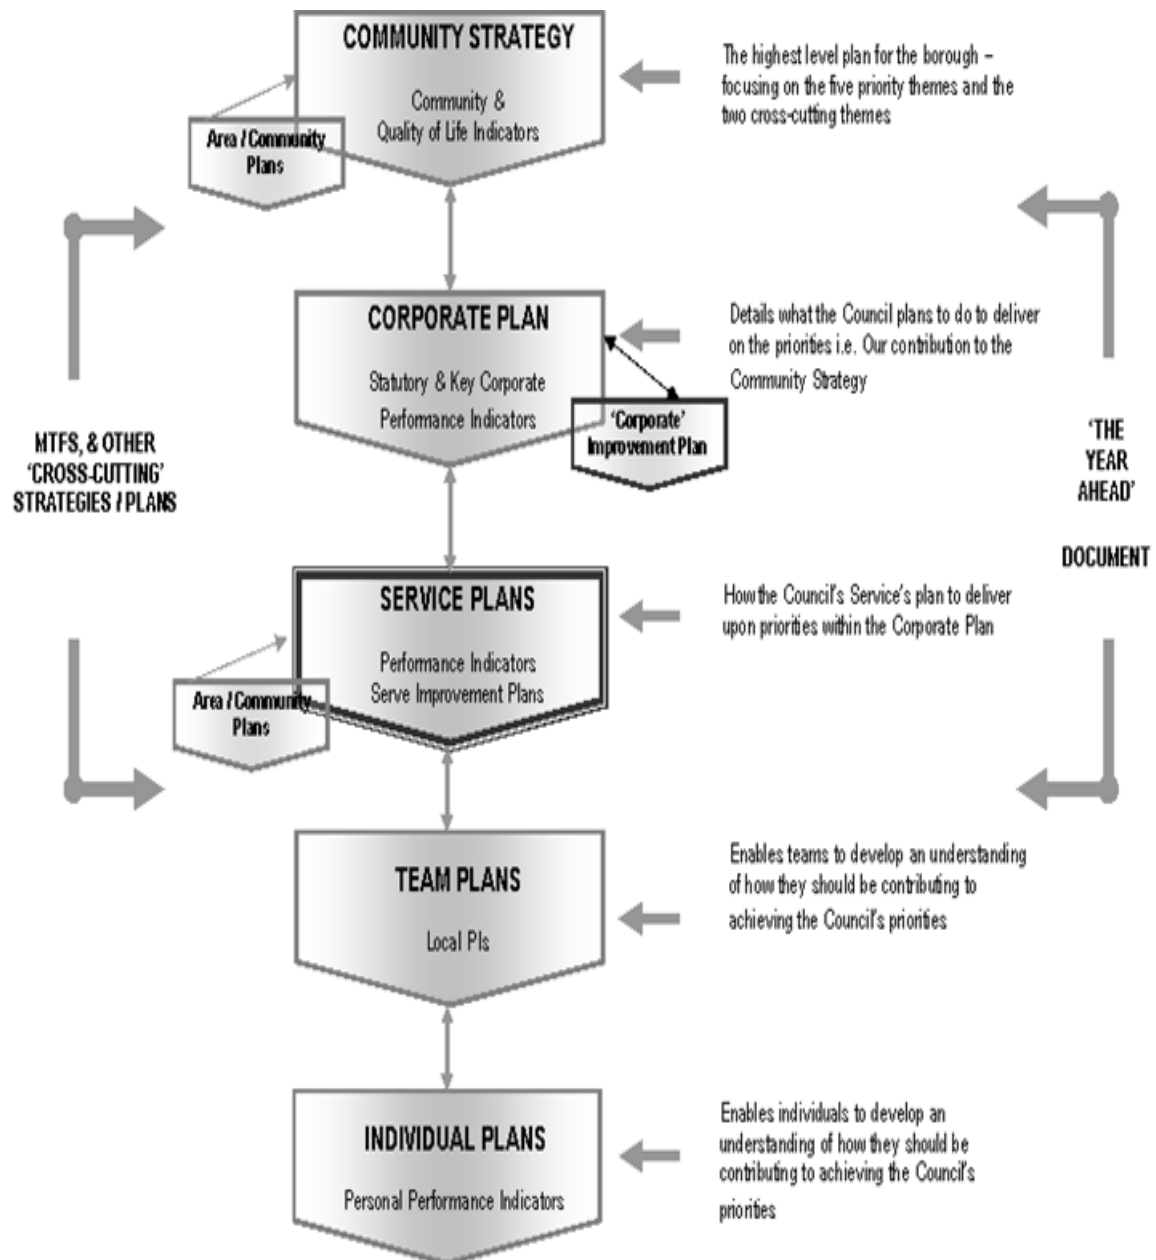 COMMUNITY STRATEGY
Community &
Quality of Life Indicators
The highest level plan for the borough –
focusing on the five priority themes and the
two cross-cutting themes
Area / Community
Plans
CORPORATE PLAN
Statutory & Key Corporate
Performance Indicators
Details what the Council plans to do to deliver
on the priorities i.e. Our contribution to the
Community Strategy
'Corporate'
Improvement Plan
MTFS, & OTHER
'CROSS-CUTTING'
STRATEGIES / PLANS
'THE
YEAR
AHEAD'
DOCUMENT
SERVICE PLANS
Performance Indicators
Serve Improvement Plans
How the Council's Service's plan to deliver
upon priorities within the Corporate Plan
Area / Community
Plans
TEAM PLANS
Local PIs
Enables teams to develop an understanding
of how they should be contributing to
achieving the Council's priorities
INDIVIDUAL PLANS
Personal Performance Indicators
Enables individuals to develop an
understanding of how they should be
contributing to achieving the Council's
priorities